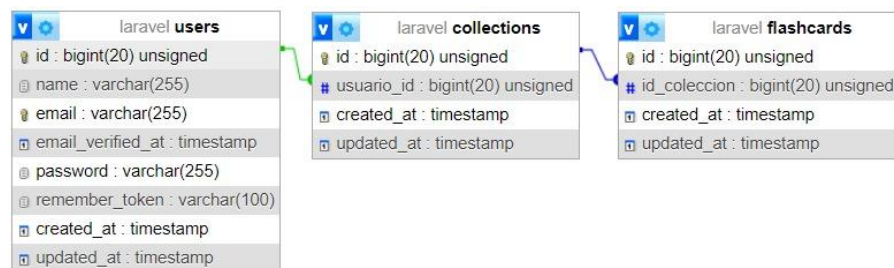 laravel users
id : bigint(20) unsigned
name : varchar(255)
email : varchar(255)
email_verified_at : timestamp
password : varchar(255)
remember_token : varchar(100)
created_at : timestamp
updated_at : timestamp
laravel collections
id : bigint(20) unsigned
# usuario_id : bigint(20) unsigned
created_at : timestamp
updated_at : timestamp
laravel flashcards
id : bigint(20) unsigned
# id_coleccion : bigint(20) unsigned
created_at : timestamp
updated_at : timestamp